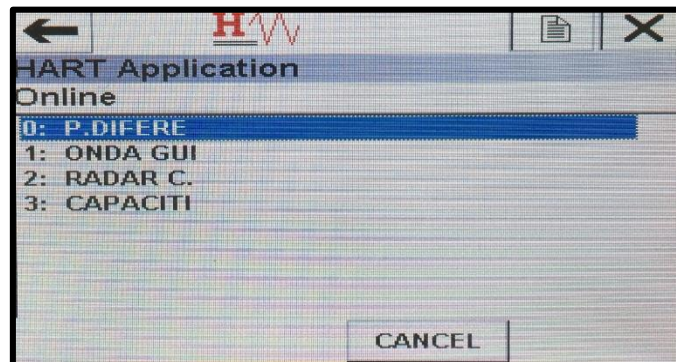 H
HART Application
Online
0: P.DIFERE
1: ONDA GUI
2: RADAR C.
3: CAPACITI
CANCEL